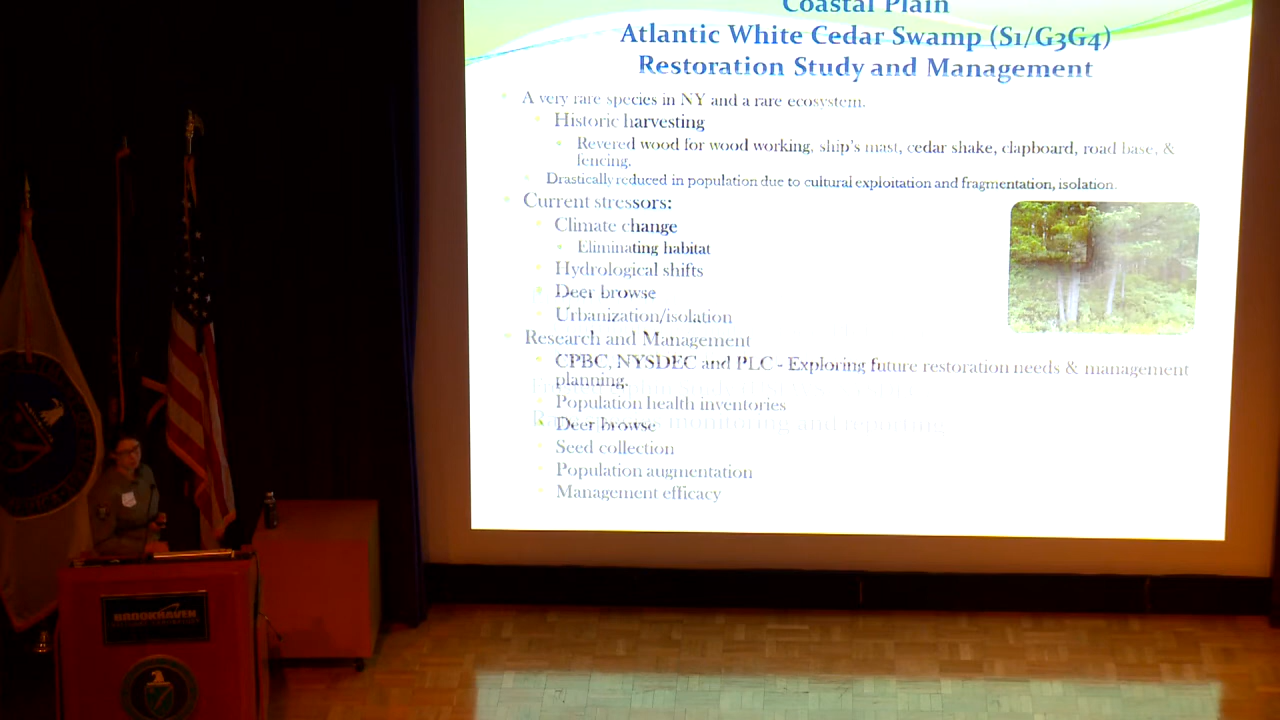 Coastal Plain
Atlantic White Cedar Swamp (S1/G3G4)
Restoration Study and Management
A very rare species in NY and a rare ecosystem.
Historic harvesting
Revered wood for wood working, ship's mast, cedar shake, clapboard, road base, &
fencing.
Drastically reduced in population due to cultural exploitation and fragmentation, isolation.
Current stressors:
Climate change
Eliminating habitat
Hydrological shifts
Deer browse
Urbanization/isolation
Research and Management
CPBC, NYSDEC and PLC - Exploring future restoration needs & management
planning.
Population health inventories
Deer browse
monitoring and reporting
Seed collection
Population augmentation
Management efficacy
BROOKHAVEN